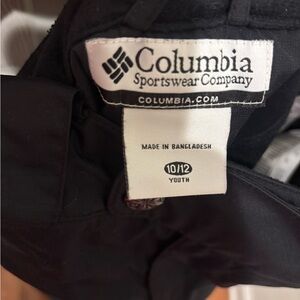 Columbia
Sportswear Company
COLUMBIA.COM
MADE IN BANGLADESH
10/12
YOUTH